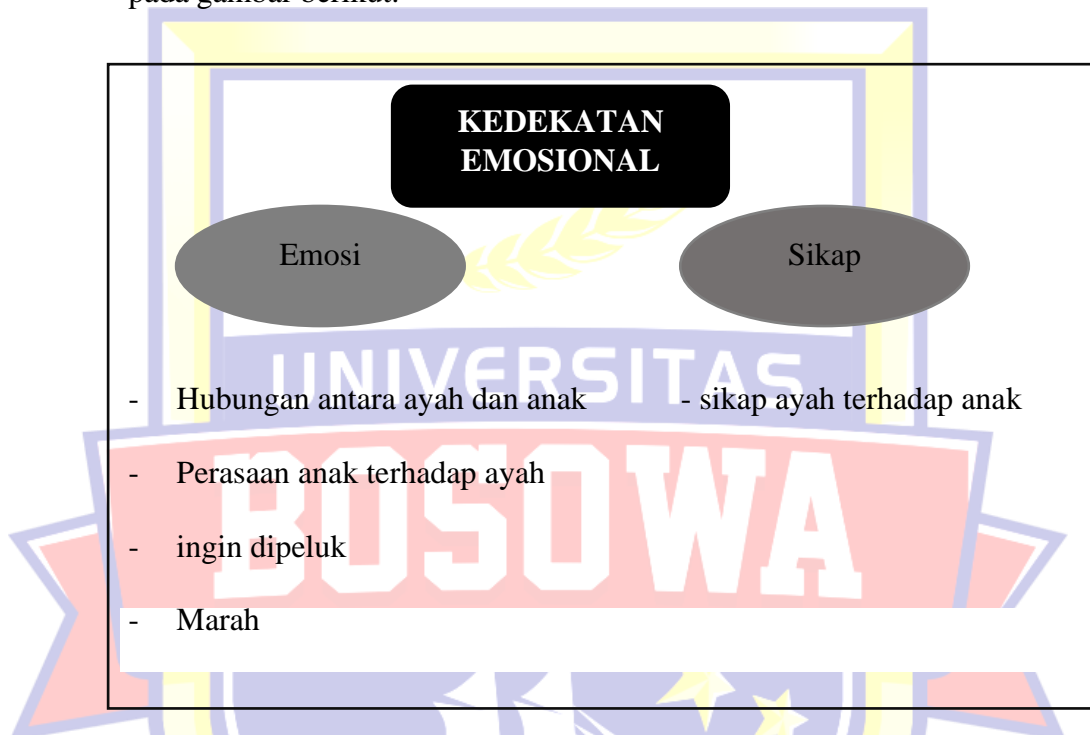 pada gambar berikut:
KEDEKATAN
EMOSIONAL
Emosi
Sikap
UNIVERSITAS
- Hubungan antara ayah dan anak - sikap ayah terhadap anak
BOSOWA
- Perasaan anak terhadap ayah
- ingin dipeluk
- Marah